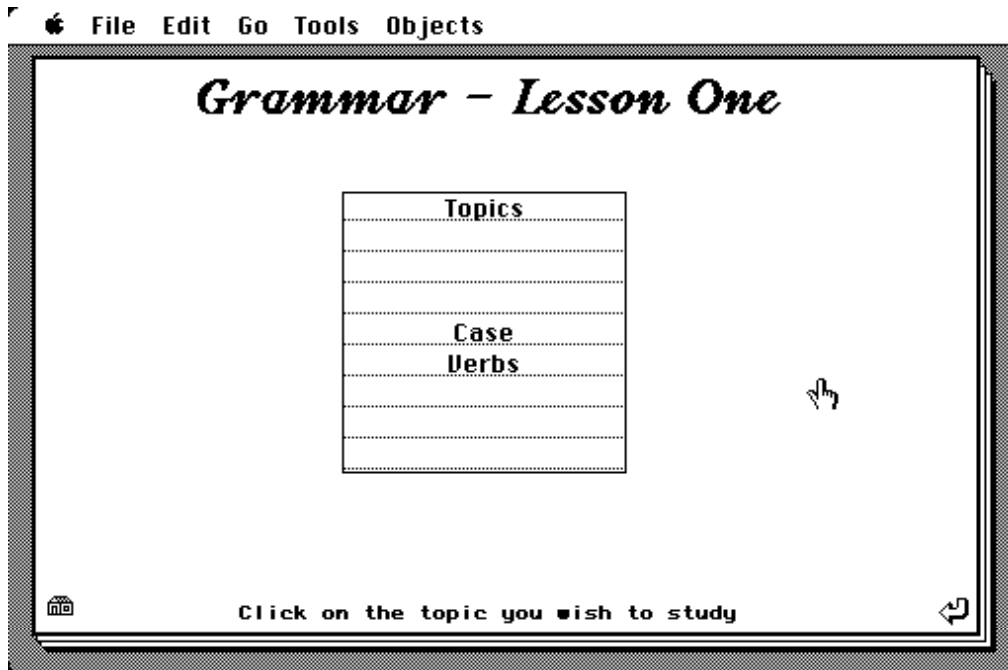 File Edit Go Tools Objects
Grammar - Lesson One
Topics
Case
Verbs
Click on the topic you wish to study